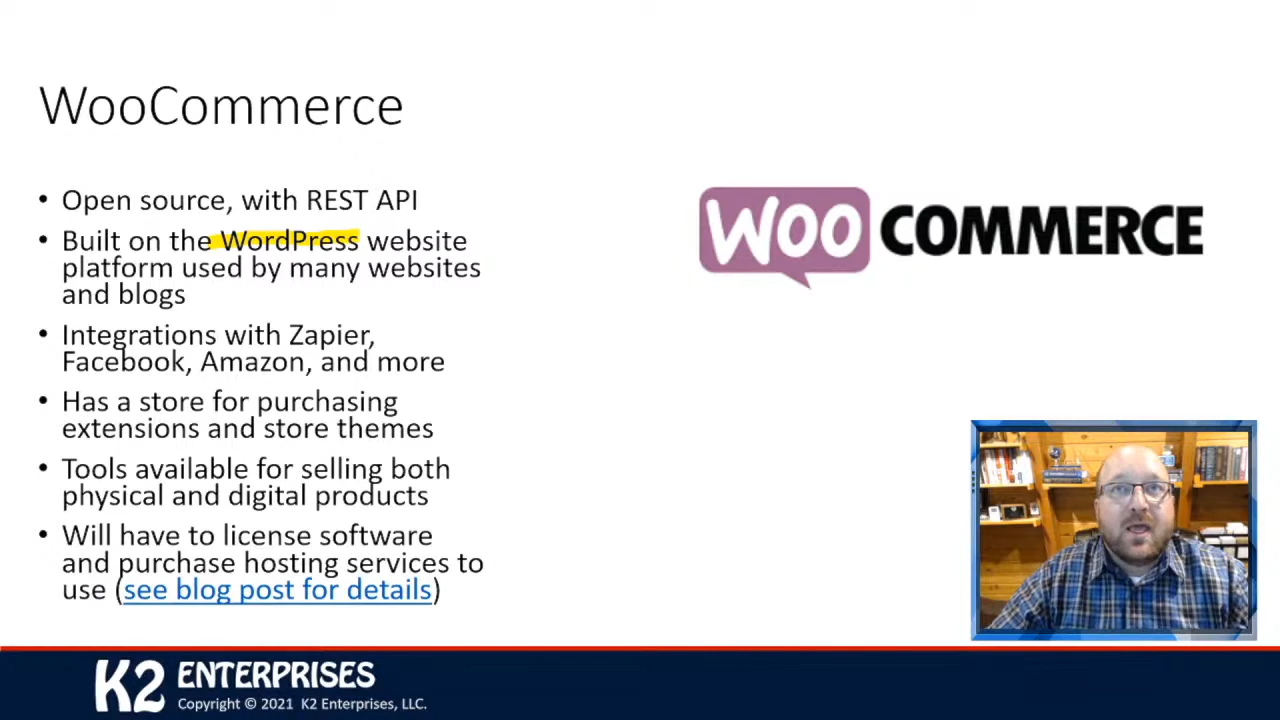 WooCommerce
• Open source, with REST API
• Built on the WordPress website
platform used by many websites
and blogs
• Integrations with Zapier,
Facebook, Amazon, and more
• Has a store for purchasing
extensions and store themes
• Tools available for selling both
physical and digital products
• Will have to license software
and purchase hosting services to
use (see blog post for details)
WOO COMMERCE
K2 ENTERPRISES
Copyright © 2021 K2 Enterprises, LLC.